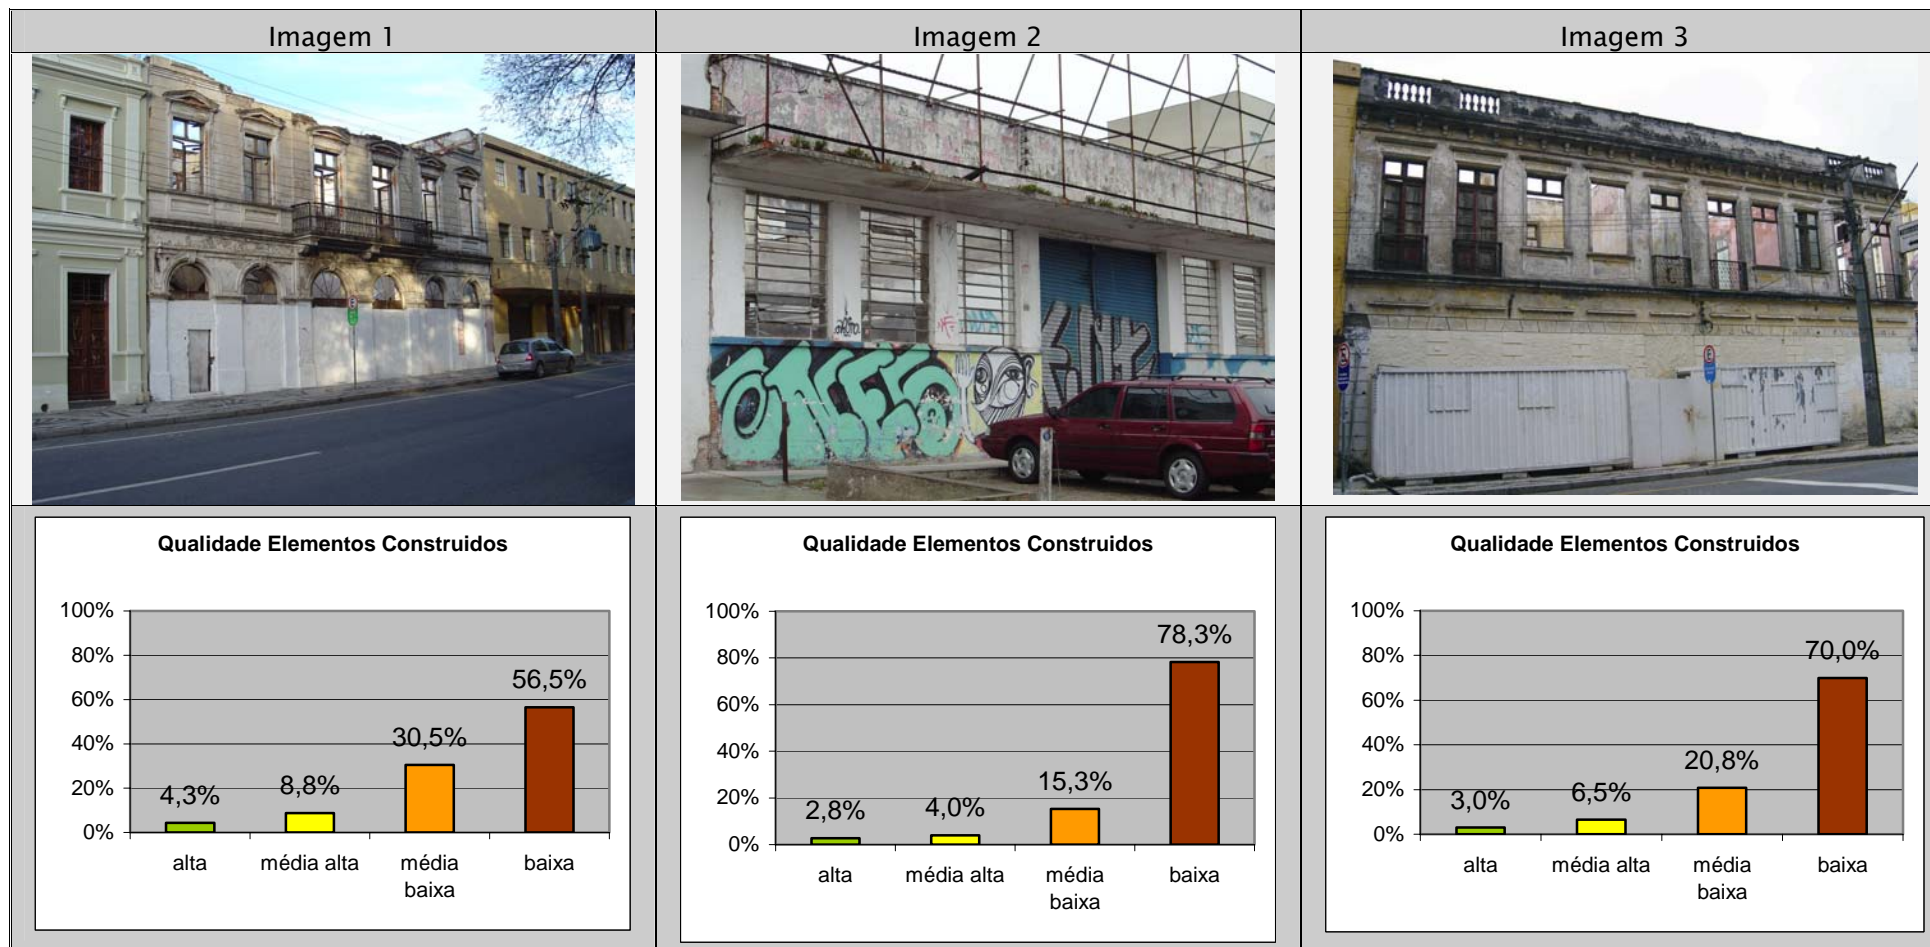 Imagem 1
Imagem 2
Imagem 3
ONES
Qualidade Elementos Construidos
100%
80%
60%
40%
20%
0%
4,3%
8,8%
30,5%
56,5%
alta
média alta
média
baixa
baixa
Qualidade Elementos Construidos
100%
80%
60%
40%
20%
0%
2,8%
4,0%
15,3%
78,3%
alta
média alta
média
baixa
baixa
Qualidade Elementos Construidos
100%
80%
60%
40%
20%
0%
3,0%
6,5%
20,8%
70,0%
alta
média alta
média
baixa
baixa